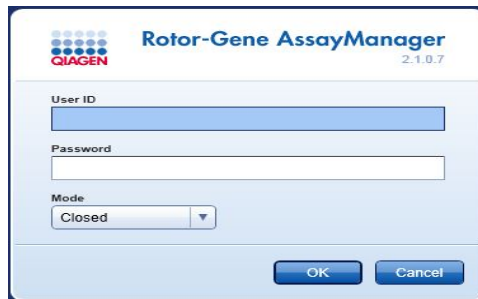 QIAGEN
Rotor-Gene AssayManager
2.1.0.7
User ID
Password
Mode
Closed
OK Cancel